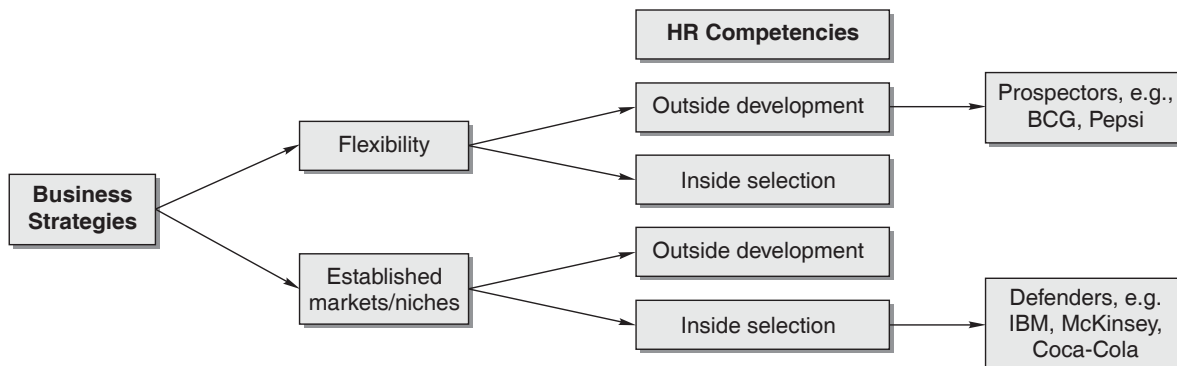 HR Competencies
Outside development
Prospectors, e.g.,
BCG, Pepsi
Flexibility
Inside selection
Business
Strategies
Outside development
Established
markets/niches
Inside selection
Defenders, e.g.
IBM, McKinsey,
Coca-Cola